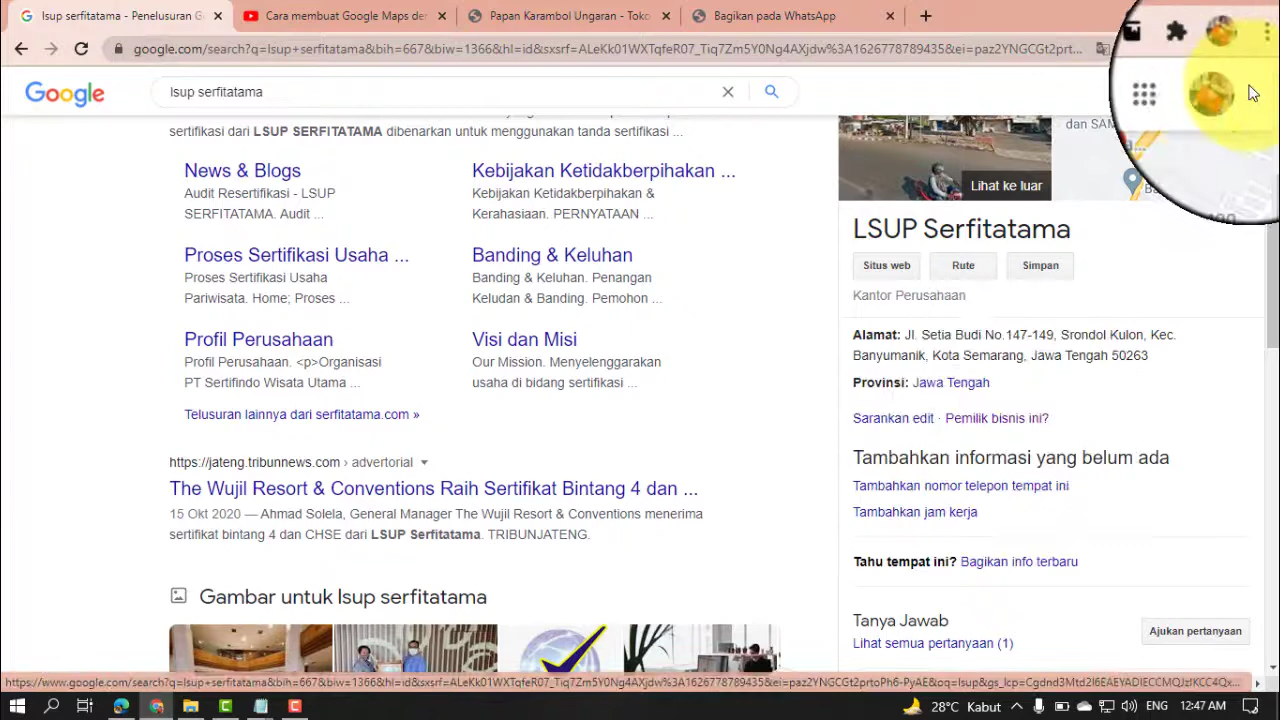 lsup serfitatama - Penelusuran G
Cara membuat Google Maps de
Papan Karambol Ungaran - Toko
Bagikan pada WhatsApp
google.com/search?q=lsup+serfitatama&bih=667&biw=1366&hl=id&sxsrf=ALeKk01WXTqfeR07_Tiq7Zm5Y0Ng4AXjdw%3A1626778789435&ei=paz2YNGCGt2prt...
Google
lsup serfitatama
sertifikasi dari LSUP SERFITATAMA dibenarkan untuk menggunakan tanda sertifikasi ...
News & Blogs
Audit Resertifikasi - LSUP
SERFITATAMA. Audit ...
Kebijakan Ketidakberpihakan ...
Kebijakan Ketidakberpihakan &
Kerahasiaan. PERNYATAAN ...
Proses Sertifikasi Usaha ...
Proses Sertifikasi Usaha
Pariwisata. Home; Proses ...
Banding & Keluhan
Banding & Keluhan. Penangan
Keludan & Banding. Pemohon ...
Profil Perusahaan
Profil Perusahaan. <p>Organisasi
PT Sertifindo Wisata Utama ...
Visi dan Misi
Our Mission. Menyelenggarakan
usaha di bidang sertifikasi ...
Telusuran lainnya dari serfitatama.com »
https://jateng.tribunnews.com › advertorial
The Wujil Resort & Conventions Raih Sertifikat Bintang 4 dan ...
15 Okt 2020 — Ahmad Solela, General Manager The Wujil Resort & Conventions menerima
sertifikat bintang 4 dan CHSE dari LSUP Serfitatama. TRIBUNJATENG.
Gambar untuk lsup serfitatama
dan SAM
Lihat ke luar
LSUP Serfitatama
Situs web
Rute
Simpan
Kantor Perusahaan
Alamat: Jl. Setia Budi No.147-149, Srondol Kulon, Kec.
Banyumanik, Kota Semarang, Jawa Tengah 50263
Provinsi: Jawa Tengah
Sarankan edit · Pemilik bisnis ini?
Tambahkan informasi yang belum ada
Tambahkan nomor telepon tempat ini
Tambahkan jam kerja
Tahu tempat ini? Bagikan info terbaru
Tanya Jawab
Lihat semua pertanyaan (1)
Ajukan pertanyaan
28°C Kabut
ENG
12:47 AM